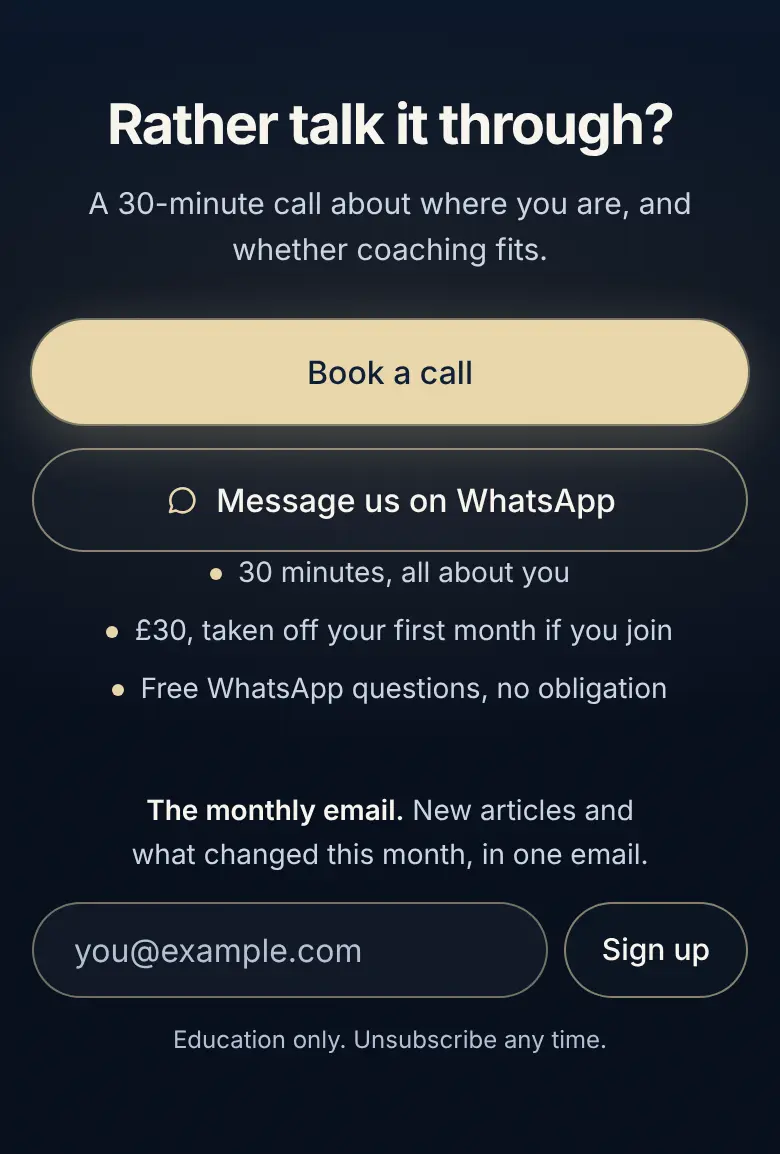 Rather talk it through?
A 30-minute call about where you are, and
whether coaching fits.
Book a call
Message us on WhatsApp
30 minutes, all about you
£30, taken off your first month if you join
Free WhatsApp questions, no obligation
The monthly email. New articles and
what changed this month, in one email.
you@example.com
Sign up
Education only. Unsubscribe any time.